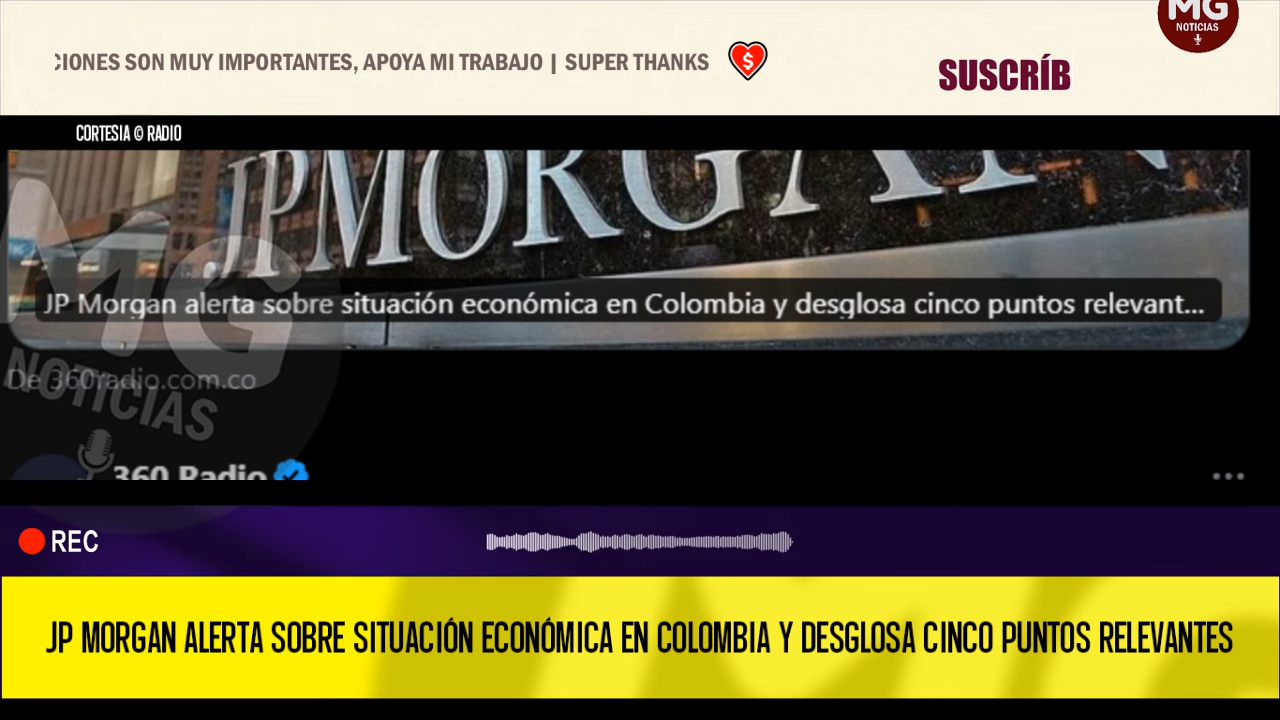 MG
NOTICIAS
CIONES SON MUY IMPORTANTES, APOYA MI TRABAJO | SUPER THANKS
SUSCRÍB
CORTESIA © RADIO
JPMORGAN
JP Morgan alerta sobre situación económica en Colombia y desglosa cinco puntos relevant...
De 360radio.com.co
MG
NOTICIAS
360 Radio
REC
JP MORGAN ALERTA SOBRE SITUACIÓN ECONÓMICA EN COLOMBIA Y DESGLOSA CINCO PUNTOS RELEVANTES